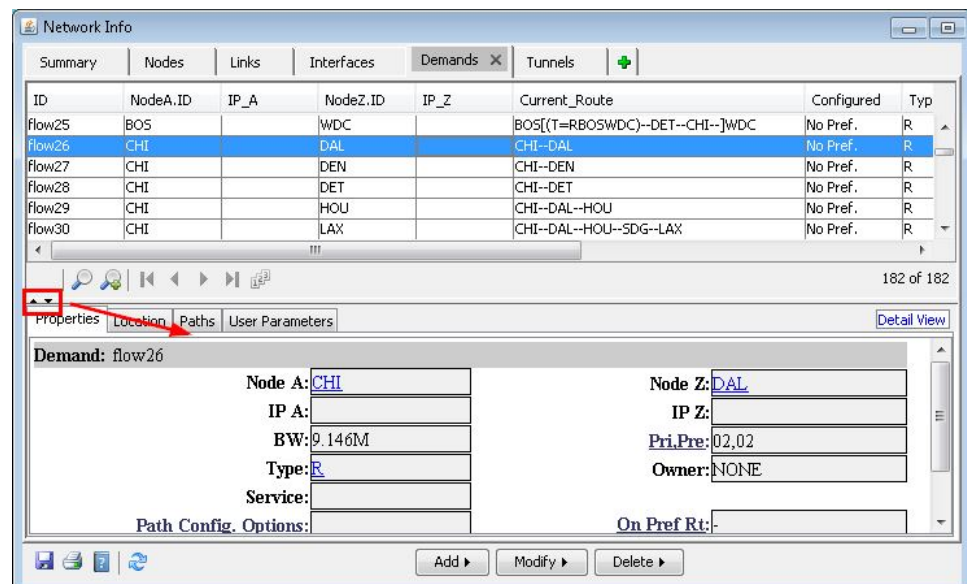 Network Info
Summary Nodes Links Interfaces Demands Tunnels
ID NodeA.ID IP_A NodeZ.ID IP_Z Current_Route Configured Typ
flow25 BOS WDC BOS[(T=RBOSWDC)--DET--CHI--]WDC No Pref. R
flow26 CHI DAL CHI--DAL No Pref. R
flow27 CHI DEN CHI--DEN No Pref. R
flow28 CHI DET CHI--DET No Pref. R
flow29 CHI HOU CHI--DAL--HOU No Pref. R
flow30 CHI LAX CHI--DAL--HOU--SDG--LAX No Pref. R
182 of 182
Properties Location Paths User Parameters Detail View
Demand: flow26
Node A: CHI Node Z: DAL
IP A: IP Z:
BW: 9.146M Pri,Pre: 02,02
Type: R Owner: NONE
Service:
Path Config. Options: On Pref Rt: -
Add Modify Delete